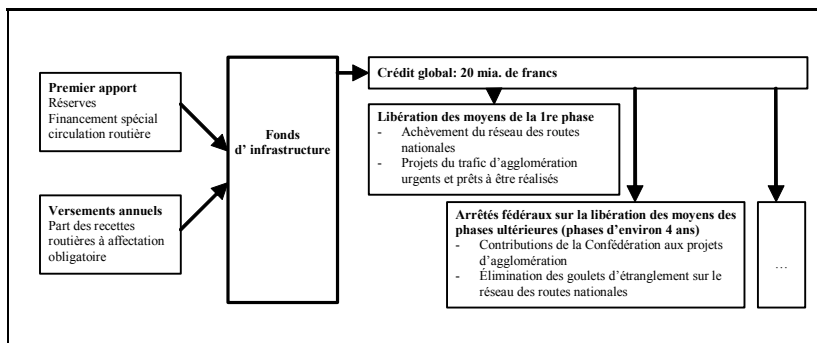 Premier apport
Réserves
Financement spécial
circulation routière
Versements annuels
Part des recettes
routières à affectation
obligatoire
Fonds
d’ infrastructure
Crédit global: 20 mia. de francs
Libération des moyens de la 1re phase
- Achèvement du réseau des routes
nationales
- Projets du trafic d’agglomération
urgents et prêts à être réalisés
Arrêtés fédéraux sur la libération des moyens des
phases ultérieures (phases d’environ 4 ans)
- Contributions de la Confédération aux projets
d’agglomération
- Élimination des goulets d’étranglement sur le
réseau des routes nationales
...